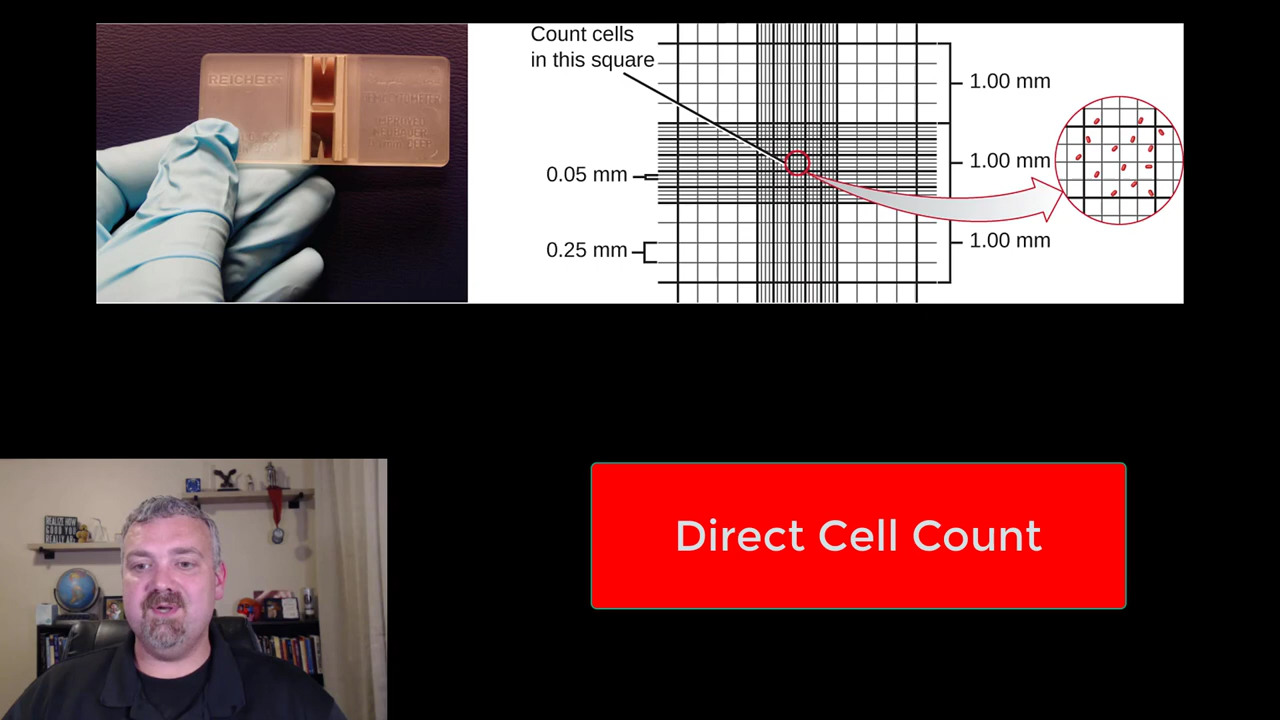 Count cells
in this square
1.00 mm
1.00 mm
0.05 mm
1.00 mm
0.25 mm
REICHERT
Direct Cell Count